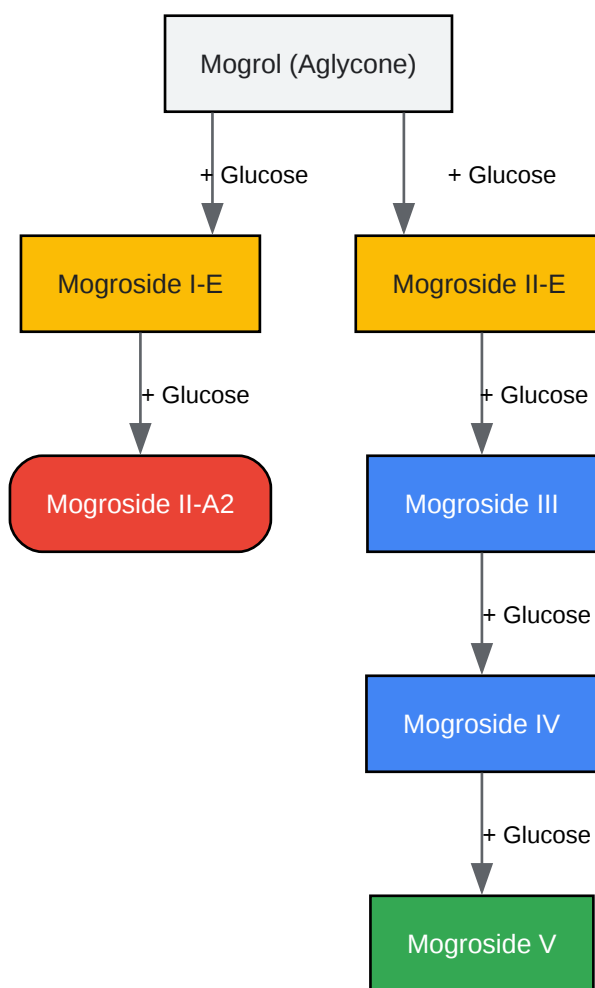 Mogrol (Aglycone)
+ Glucose
+ Glucose
Mogroside I-E
Mogroside II-E
+ Glucose
+ Glucose
Mogroside II-A2
Mogroside III
+ Glucose
Mogroside IV
+ Glucose
Mogroside V